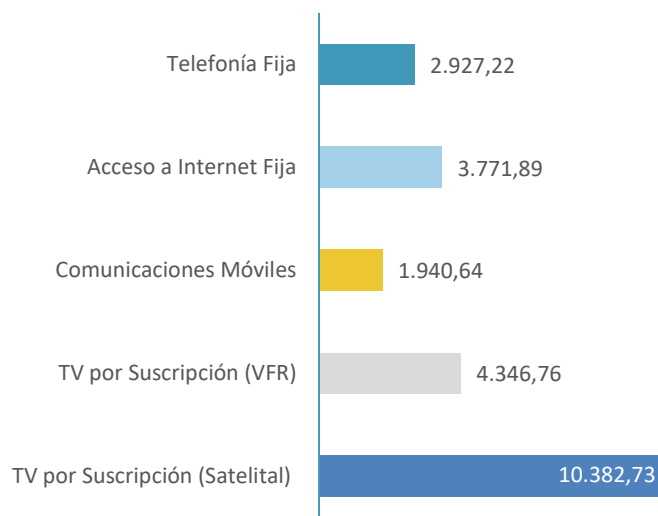 Telefonía Fija 2.927,22
Acceso a Internet Fija 3.771,89
Comunicaciones Móviles 1.940,64
TV por Suscripción (VFR) 4.346,76
TV por Suscripción (Satelital) 10.382,73